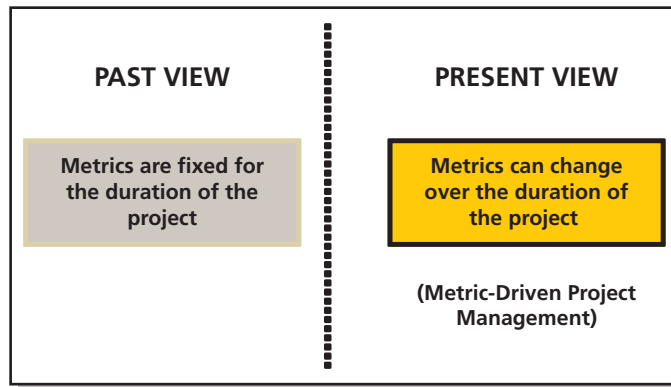 PAST VIEW
Metrics are fixed for
the duration of the
project
PRESENT VIEW
Metrics can change
over the duration of
the project
(Metric-Driven Project
Management)